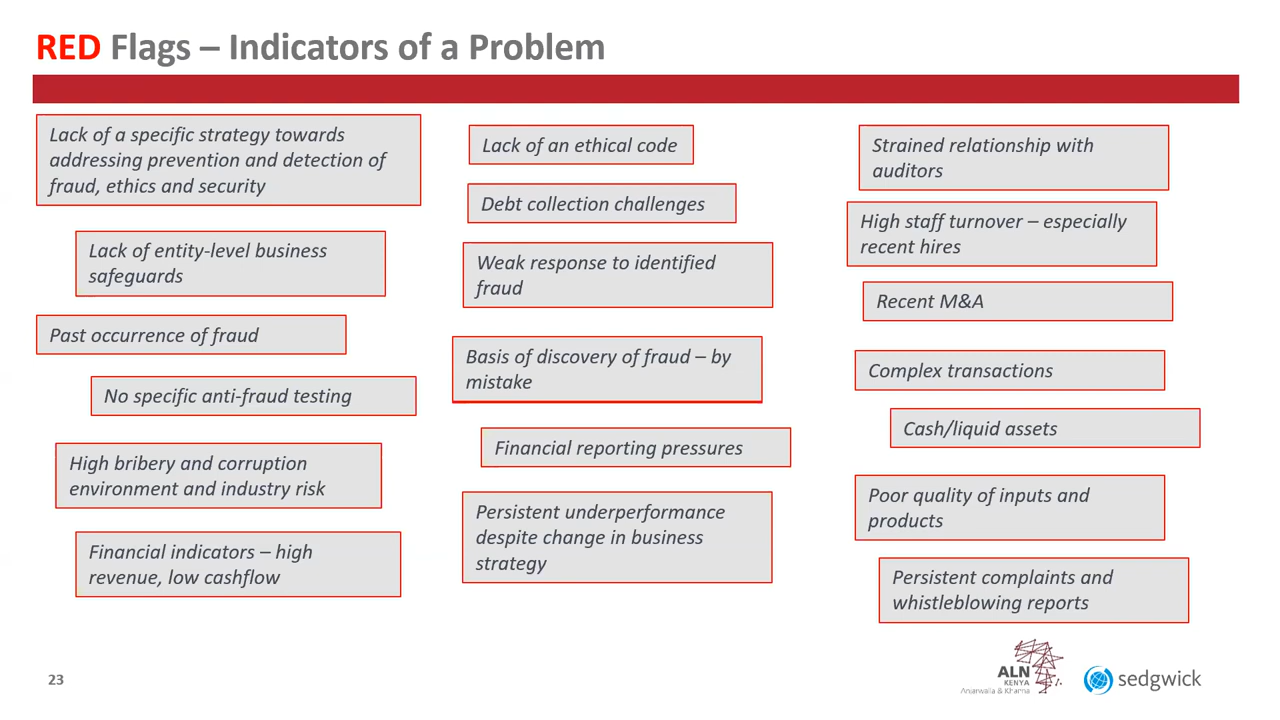 RED Flags – Indicators of a Problem
Lack of a specific strategy towards
addressing prevention and detection of
fraud, ethics and security
Lack of entity-level business
safeguards
Past occurrence of fraud
No specific anti-fraud testing
High bribery and corruption
environment and industry risk
Financial indicators – high
revenue, low cashflow
Lack of an ethical code
Debt collection challenges
Weak response to identified
fraud
Basis of discovery of fraud – by
mistake
Financial reporting pressures
Persistent underperformance
despite change in business
strategy
Strained relationship with
auditors
High staff turnover – especially
recent hires
Recent M&A
Complex transactions
Cash/liquid assets
Poor quality of inputs and
products
Persistent complaints and
whistleblowing reports
23
ALN
KENYA
Anjarwalla & Khanna
sedgwick